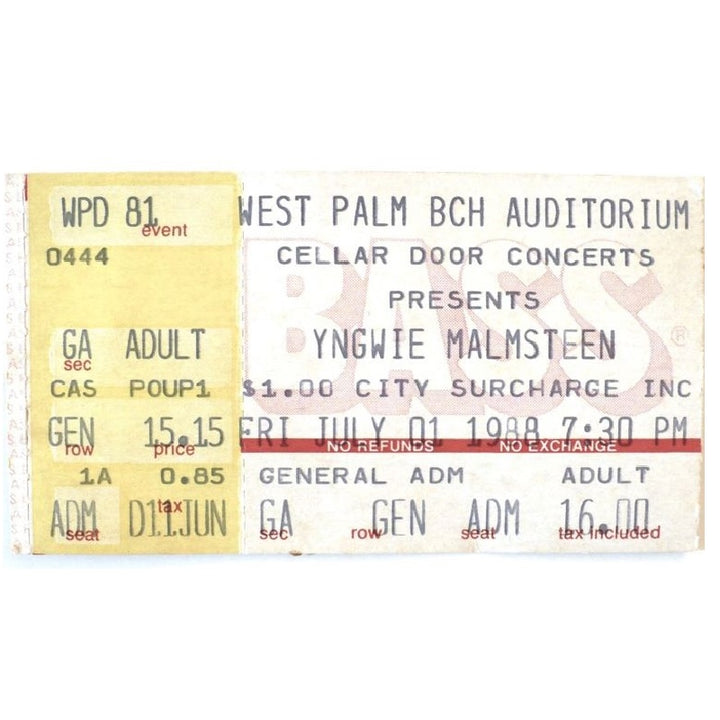 WPD 81
event
0444
GA ADULT
sec
CAS POUP1
GEN 15.15
row price
1A 0.85
tax
ADM D11JUN
seat
WEST PALM BCH AUDITORIUM
CELLAR DOOR CONCERTS
PRESENTS
BASS ®
YNGWIE MALMSTEEN
$1.00 CITY SURCHARGE INC
FRI JULY 01 1988 7:30 PM
NO REFUNDS NO EXCHANGE
GENERAL ADM ADULT
GA GEN ADM 16.00
sec row seat tax included